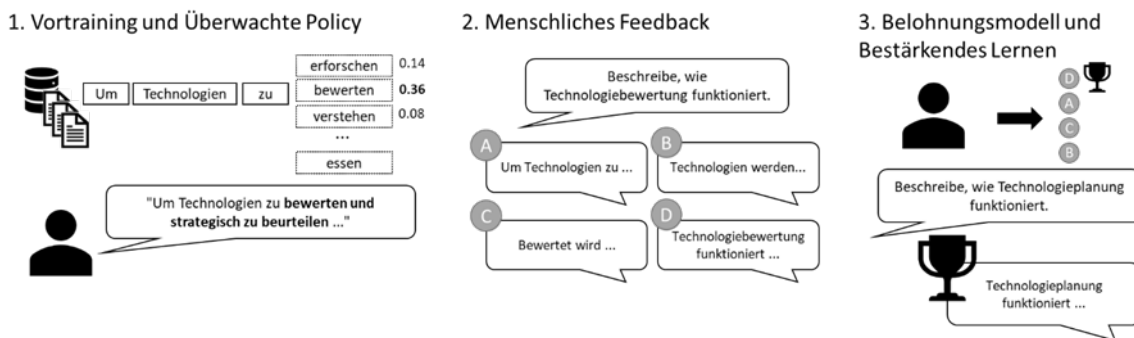 1. Vortraining und Überwachte Policy
Um
Technologien
zu
erforschen 0.14
bewerten 0.36
verstehen 0.08
...
essen
"Um Technologien zu bewerten und
strategisch zu beurteilen ..."
2. Menschliches Feedback
Beschreibe, wie
Technologiebewertung funktioniert.
A
Um Technologien zu ...
B
Technologien werden...
C
Bewertet wird ...
D
Technologiebewertung
funktioniert ...
3. Belohnungsmodell und
Bestärkendes Lernen
D
A
C
B
Beschreibe, wie Technologieplanung
funktioniert.
Technologieplanung
funktioniert ...